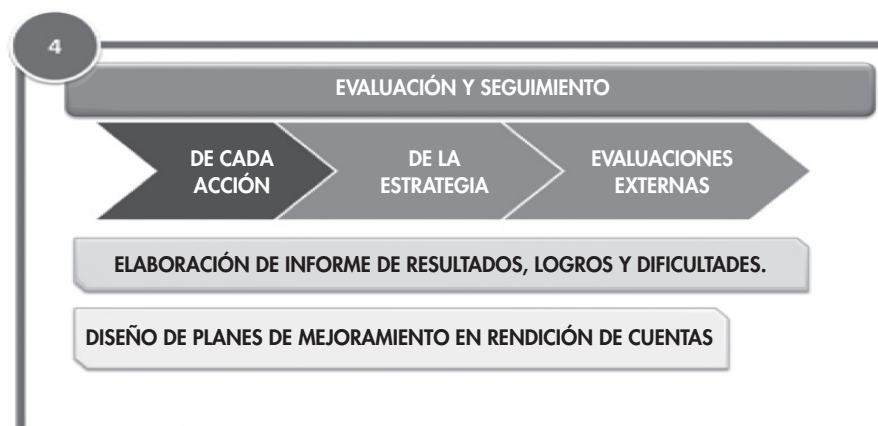 4
EVALUACIÓN Y SEGUIMIENTO
DE CADA
ACCIÓN
DE LA
ESTRATEGIA
EVALUACIONES
EXTERNAS
ELABORACIÓN DE INFORME DE RESULTADOS, LOGROS Y DIFICULTADES.
DISEÑO DE PLANES DE MEJORAMIENTO EN RENDICIÓN DE CUENTAS